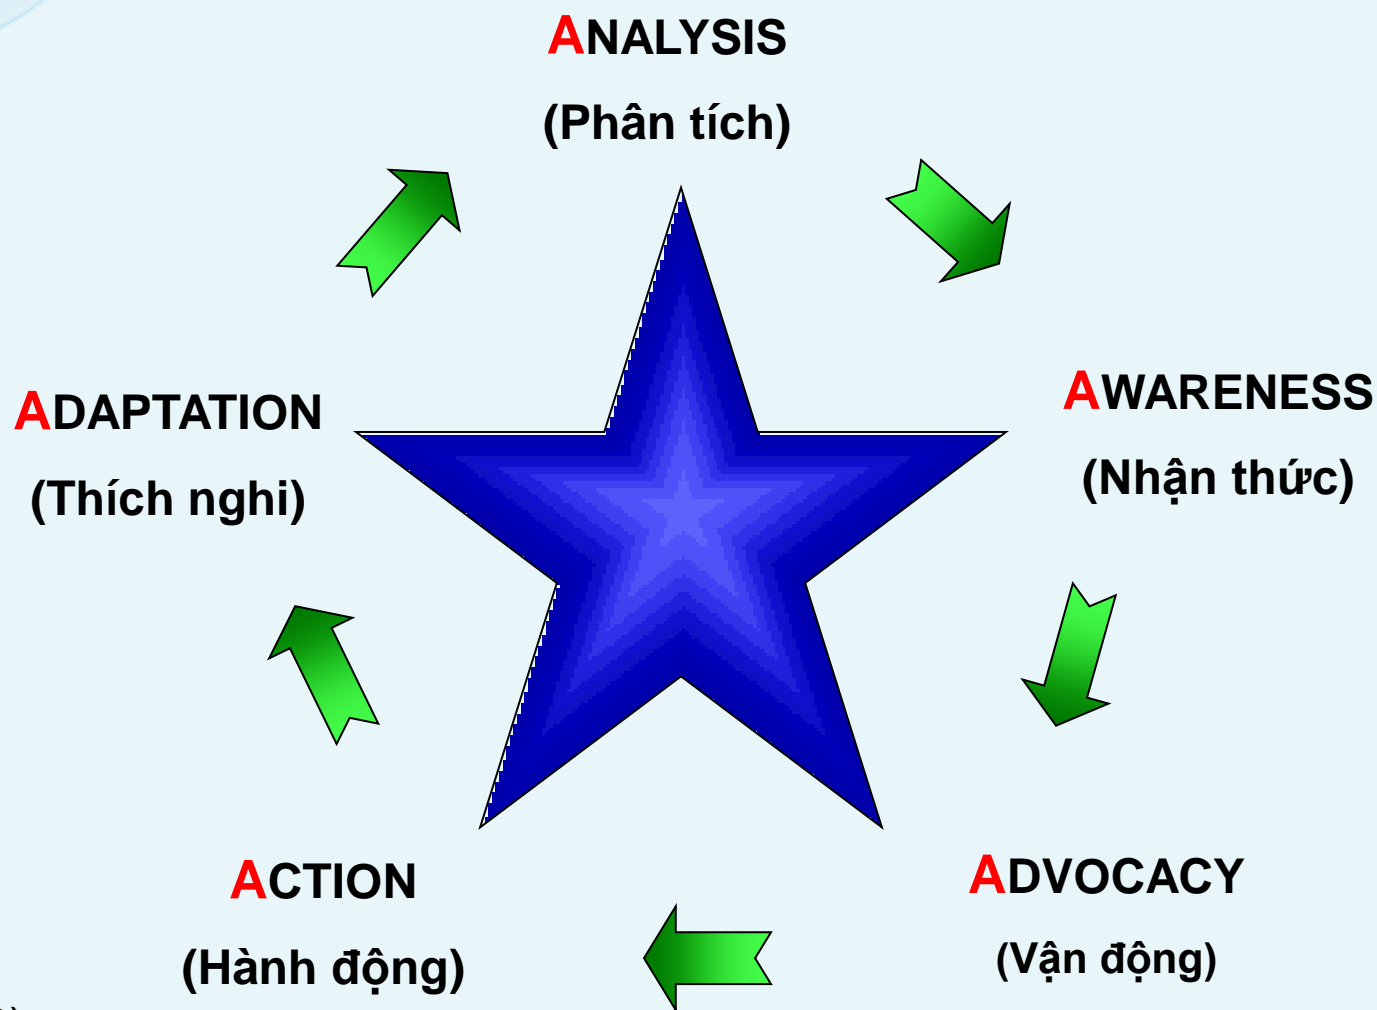 ANALYSIS
(Phân tích)
ADAPTATION
(Thích nghi)
AWARENESS
(Nhận thức)
ACTION
(Hành động)
ADVOCACY
(Vận động)